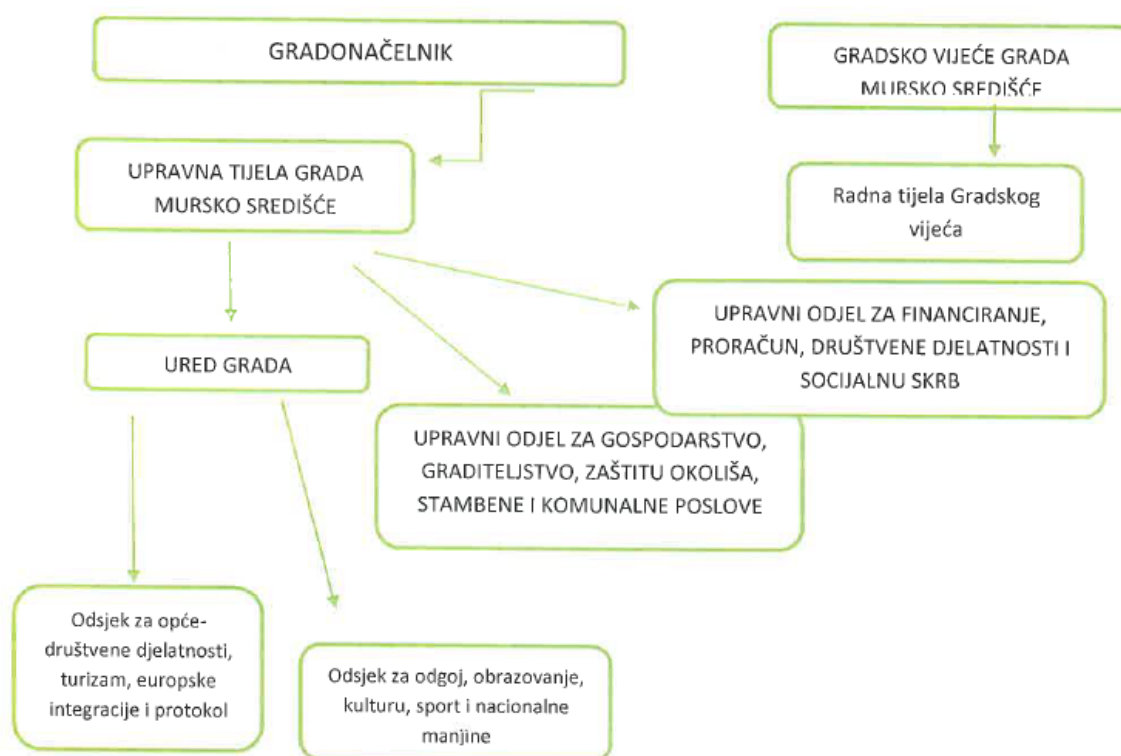 GRADONAČELNIK
GRADSKO VIJEĆE GRADA
MURSKO SREDIŠĆE
UPRAVNA TIJELA GRADA
MURSKO SREDIŠĆE
Radna tijela Gradskog
vijeća
UPRAVNI ODJEL ZA FINANCIRANJE,
PRORAČUN, DRUŠTVENE DJELATNOSTI I
SOCIJALNU SKRB
URED GRADA
UPRAVNI ODJEL ZA GOSPODARSTVO,
GRADITELJSTVO, ZAŠTITU OKOLIŠA,
STAMBENE I KOMUNALNE POSLOVE
Odsjek za opće-
društvene djelatnosti,
turizam, europske
integracije i protokol
Odsjek za odgoj, obrazovanje,
kulturu, sport i nacionalne
manjine